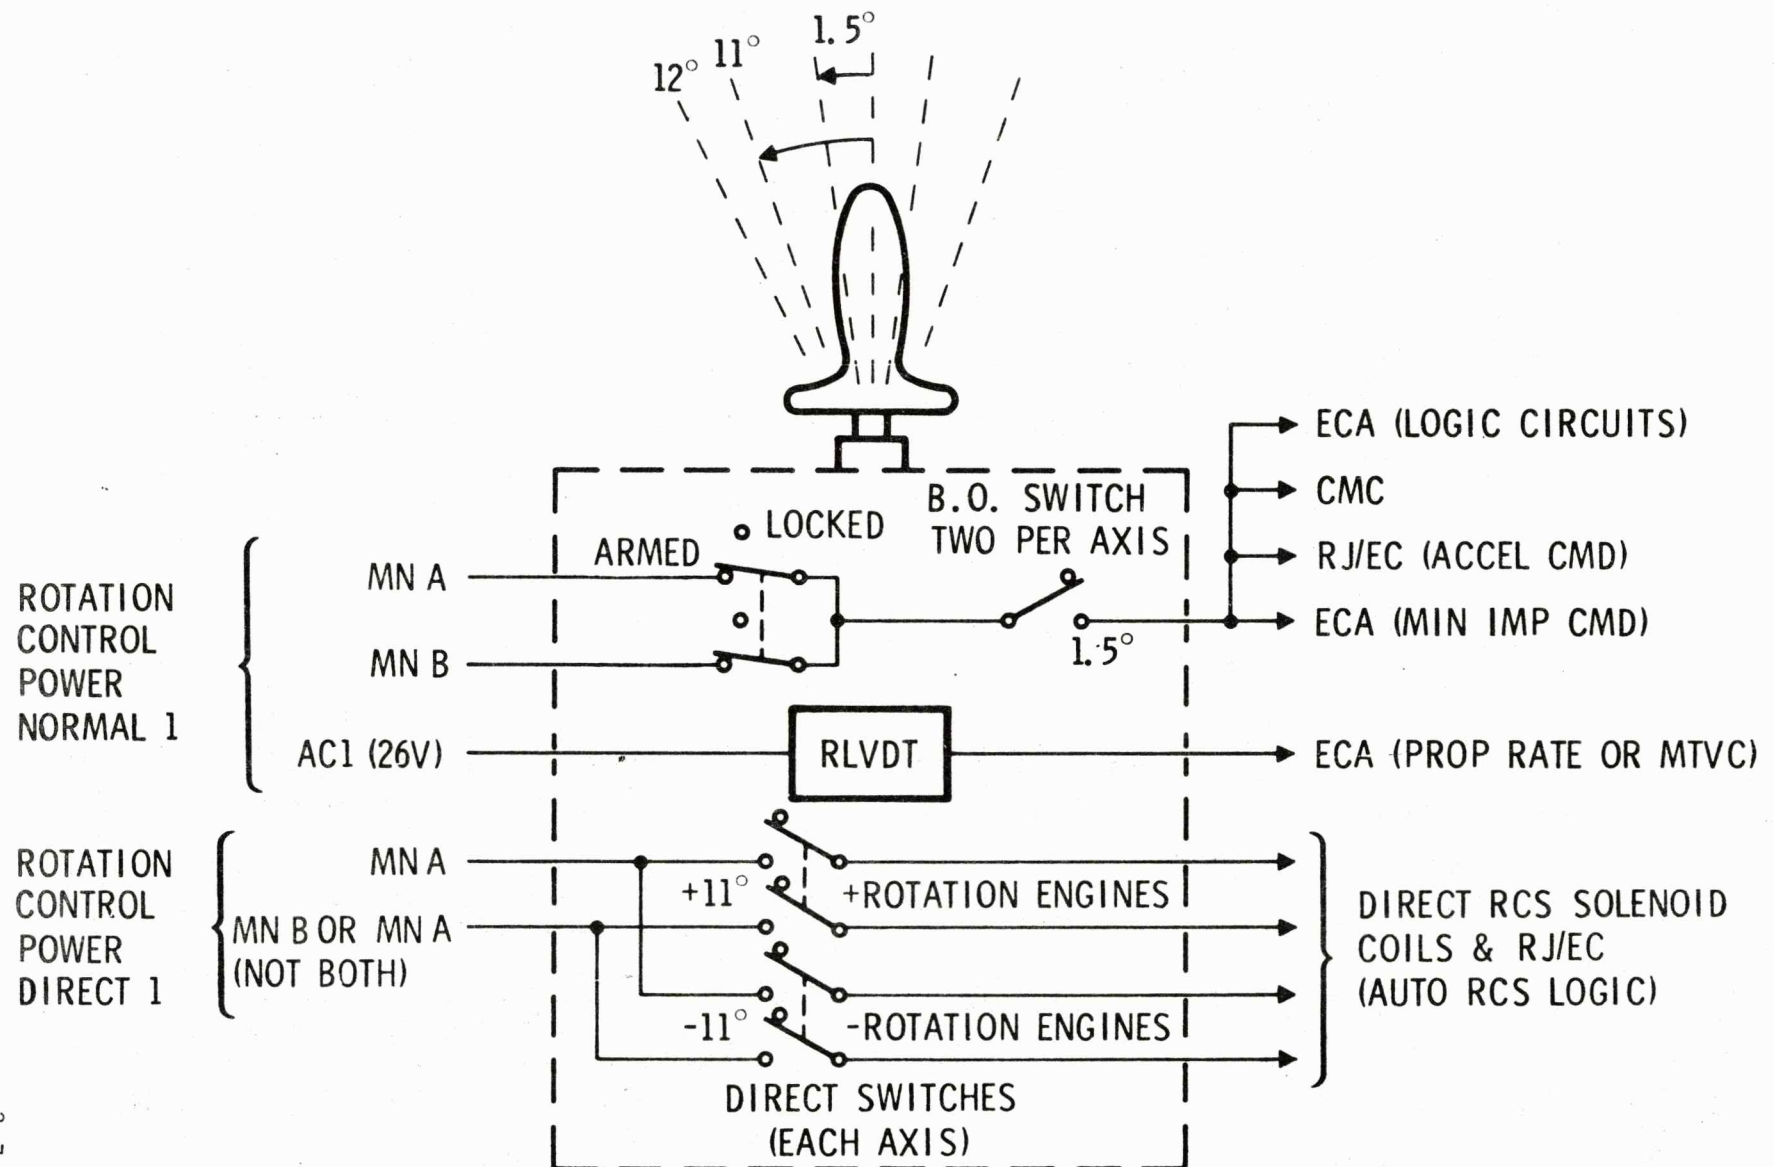 1.5°
11°
12°
ECA (LOGIC CIRCUITS)
CMC
RJ/EC (ACCEL CMD)
ECA (MIN IMP CMD)
B.O. SWITCH
TWO PER AXIS
LOCKED
ARMED
1.5°
ROTATION
CONTROL
POWER
NORMAL 1
MN A
MN B
AC1 (26V)
RLVDT
ECA (PROP RATE OR MTVC)
ROTATION
CONTROL
POWER
DIRECT 1
MN A
MN B OR MN A
(NOT BOTH)
+11°
+ROTATION ENGINES
-11°
-ROTATION ENGINES
DIRECT SWITCHES
(EACH AXIS)
DIRECT RCS SOLENOID
COILS & RJ/EC
(AUTO RCS LOGIC)